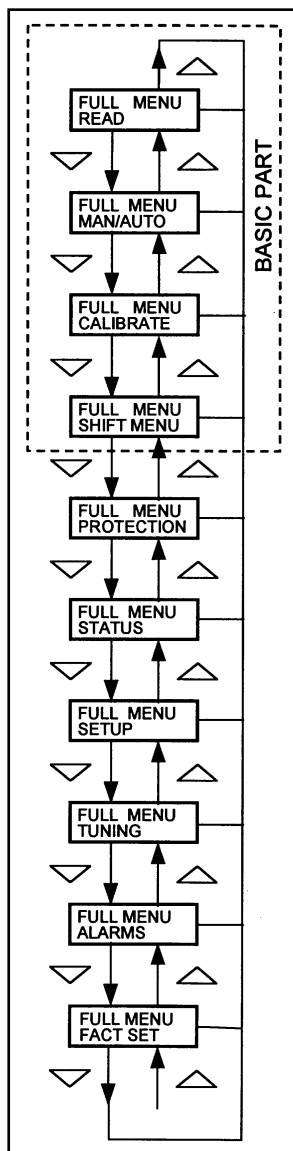 FULL MENU
READ
FULL MENU
MAN/AUTO
FULL MENU
CALIBRATE
FULL MENU
SHIFT MENU
BASIC PART
FULL MENU
PROTECTION
FULL MENU
STATUS
FULL MENU
SETUP
FULL MENU
TUNING
FULL MENU
ALARMS
FULL MENU
FACT SET